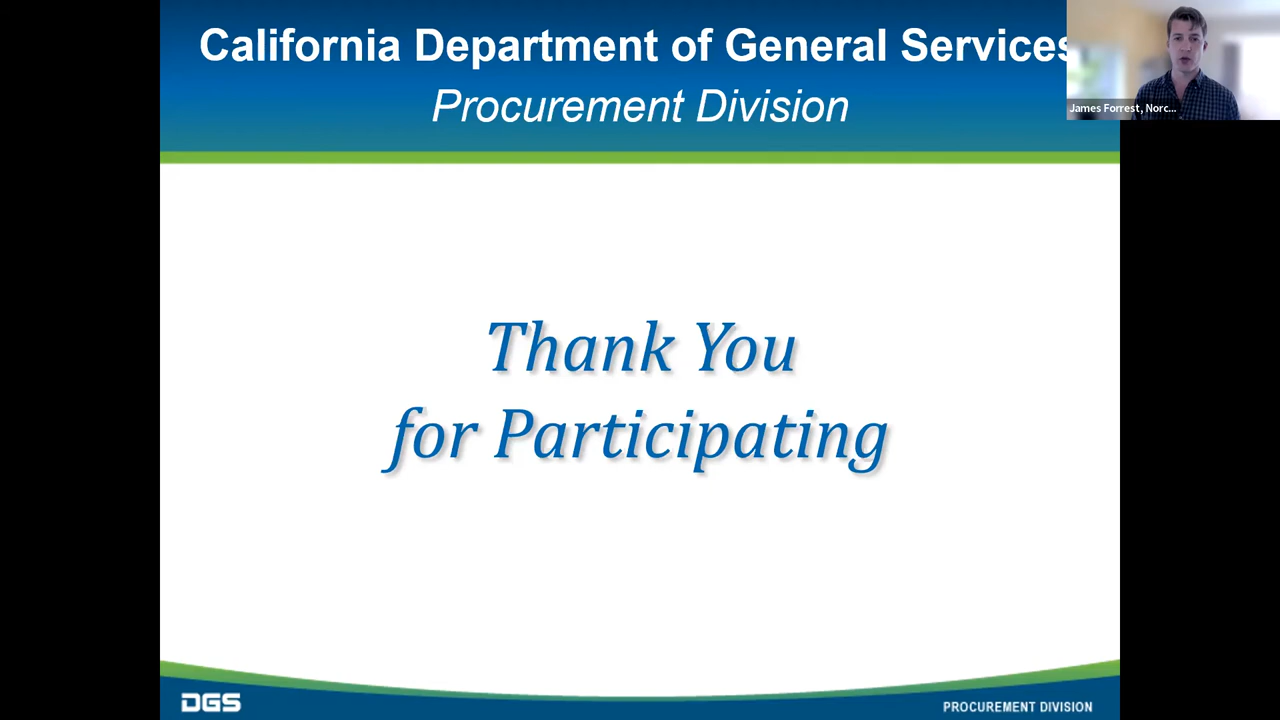 California Department of General Services
Procurement Division
James Forrest, Norc...
Thank You
for Participating
DGS
PROCUREMENT DIVISION